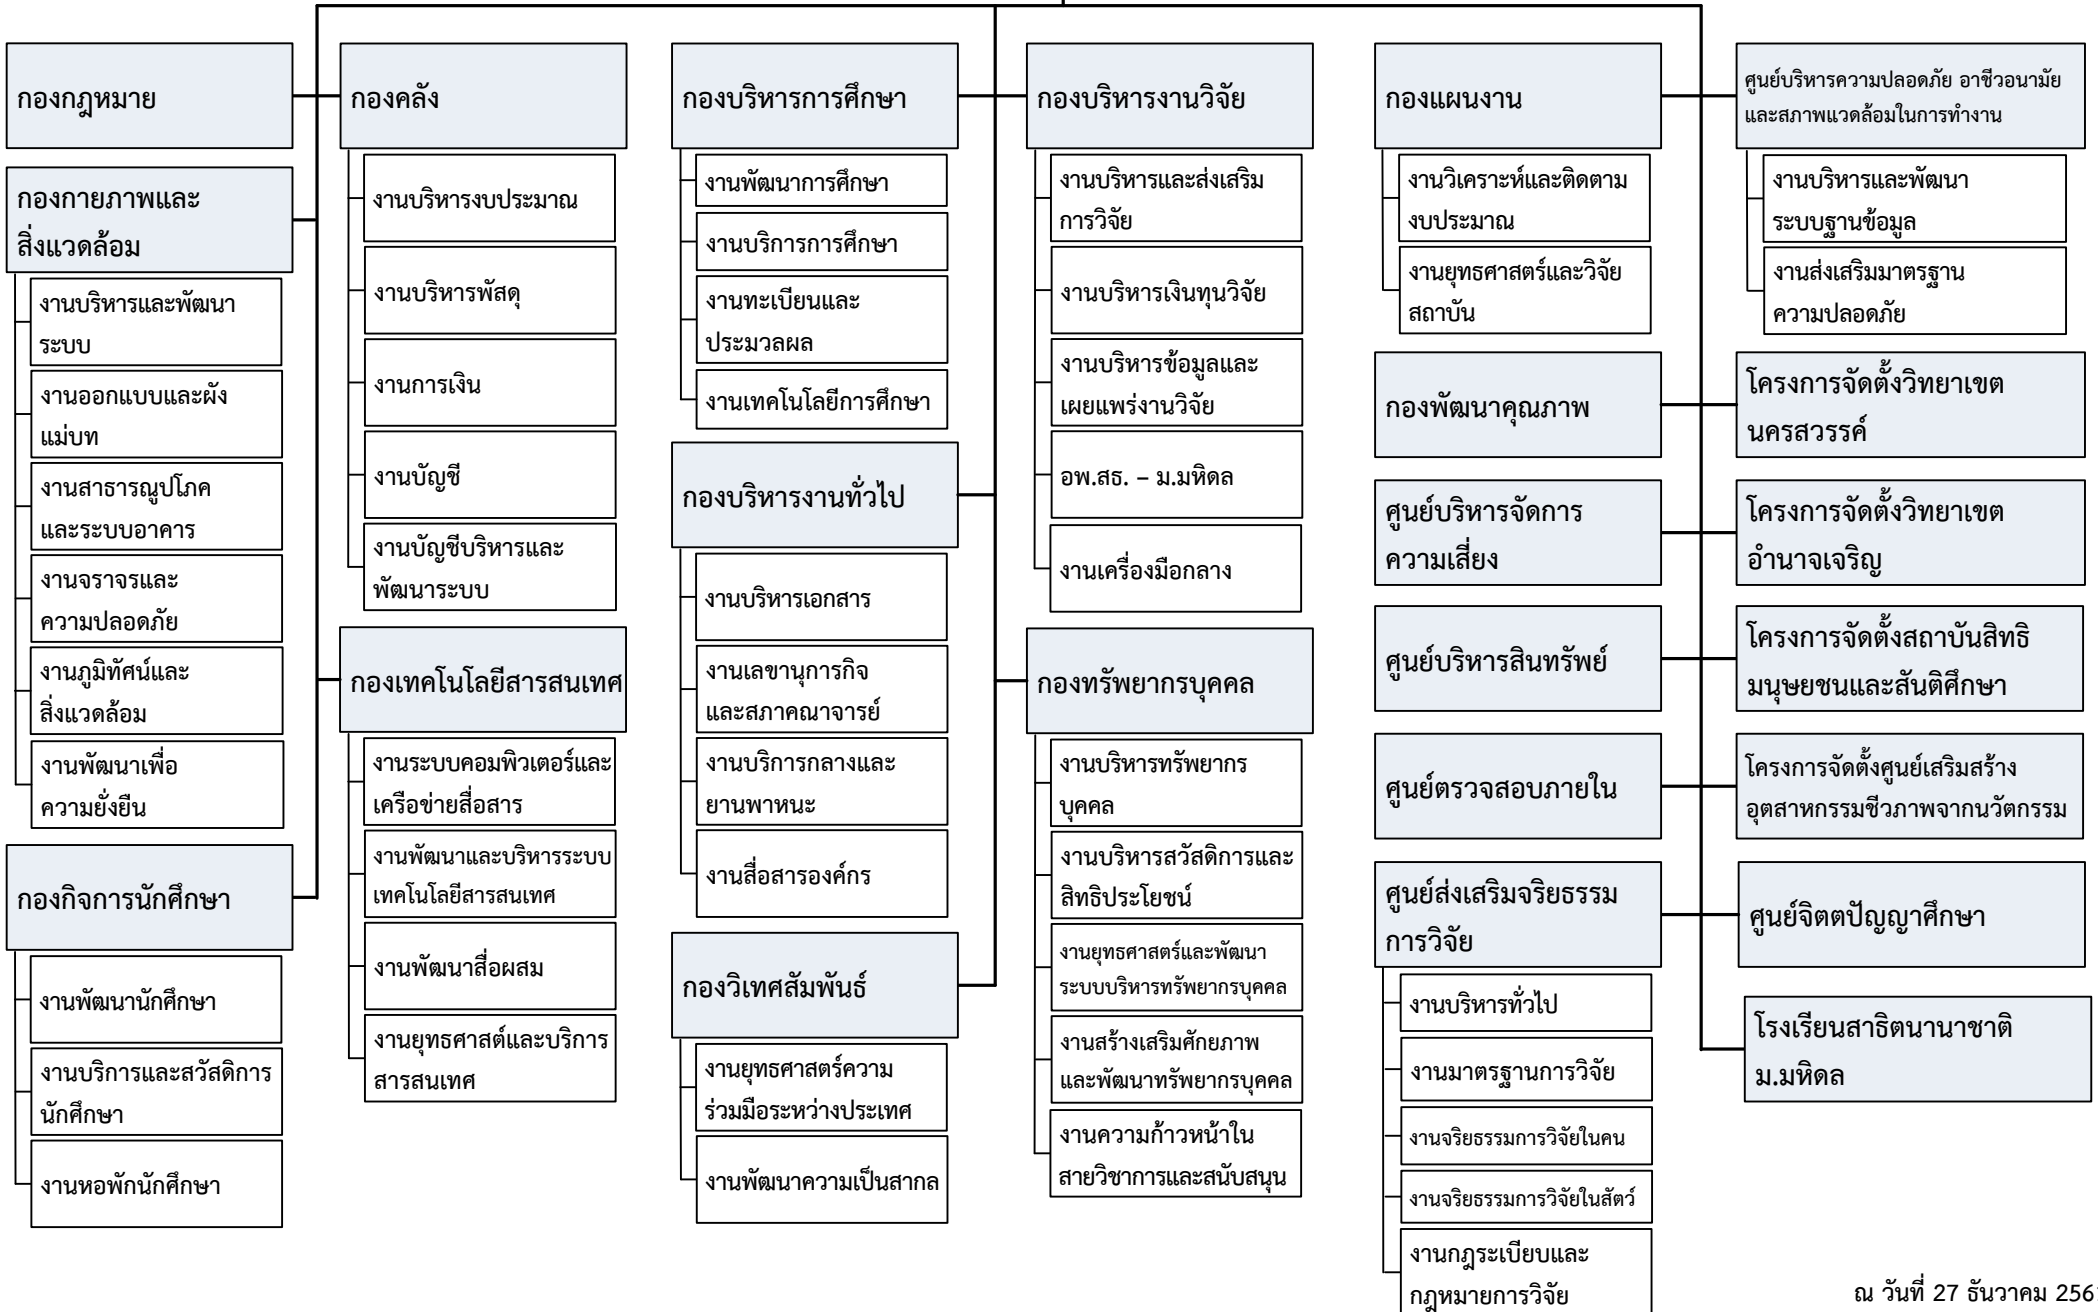 กองกฎหมาย
กองกายภาพและ
สิ่งแวดล้อม
งานบริหารและพัฒนา
ระบบ
งานออกแบบและผัง
แม่บท
งานสาธารณูปโภค
และระบบอาคาร
งานจราจรและ
ความปลอดภัย
งานภูมิทัศน์และ
สิ่งแวดล้อม
งานพัฒนาเพื่อ
ความยั่งยืน
กองกิจการนักศึกษา
งานพัฒนานักศึกษา
งานบริการและสวัสดิการ
นักศึกษา
งานหอพักนักศึกษา
กองคลัง
งานบริหารงบประมาณ
งานบริหารพัสดุ
งานการเงิน
งานบัญชี
งานบัญชีบริหารและ
พัฒนาระบบ
กองเทคโนโลยีสารสนเทศ
งานระบบคอมพิวเตอร์และ
เครือข่ายสื่อสาร
งานพัฒนาและบริหารระบบ
เทคโนโลยีสารสนเทศ
งานพัฒนาสื่อผสม
งานยุทธศาสต์และบริการ
สารสนเทศ
กองบริหารการศึกษา
งานพัฒนาการศึกษา
งานบริการการศึกษา
งานทะเบียนและ
ประมวลผล
งานเทคโนโลยีการศึกษา
กองบริหารงานทั่วไป
งานบริหารเอกสาร
งานเลขานุการกิจ
และสภาคณาจารย์
งานบริการกลางและ
ยานพาหนะ
งานสื่อสารองค์กร
กองวิเทศสัมพันธ์
งานยุทธศาสตร์ความ
ร่วมมือระหว่างประเทศ
งานพัฒนาความเป็นสากล
กองบริหารงานวิจัย
งานบริหารและส่งเสริม
การวิจัย
งานบริหารเงินทุนวิจัย
งานบริหารข้อมูลและ
เผยแพร่งานวิจัย
อพ.สธ. – ม.มหิดล
งานเครื่องมือกลาง
กองทรัพยากรบุคคล
งานบริหารทรัพยากร
บุคคล
งานบริหารสวัสดิการและ
สิทธิประโยชน์
งานยุทธศาสตร์และพัฒนา
ระบบบริหารทรัพยากรบุคคล
งานสร้างเสริมศักยภาพ
และพัฒนาทรัพยากรบุคคล
งานความก้าวหน้าใน
สายวิชาการและสนับสนุน
กองแผนงาน
งานวิเคราะห์และติดตาม
งบประมาณ
งานยุทธศาสตร์และวิจัย
สถาบัน
กองพัฒนาคุณภาพ
ศูนย์บริหารจัดการ
ความเสี่ยง
ศูนย์บริหารสินทรัพย์
ศูนย์ตรวจสอบภายใน
ศูนย์ส่งเสริมจริยธรรม
การวิจัย
งานบริหารทั่วไป
งานมาตรฐานการวิจัย
งานจริยธรรมการวิจัยในคน
งานจริยธรรมการวิจัยในสัตว์
งานกฎระเบียบและ
กฎหมายการวิจัย
ศูนย์บริหารความปลอดภัย อาชีวอนามัย
และสภาพแวดล้อมในการทำงาน
งานบริหารและพัฒนา
ระบบฐานข้อมูล
งานส่งเสริมมาตรฐาน
ความปลอดภัย
โครงการจัดตั้งวิทยาเขต
นครสวรรค์
โครงการจัดตั้งวิทยาเขต
อำนาจเจริญ
โครงการจัดตั้งสถาบันสิทธิ
มนุษยชนและสันติศึกษา
โครงการจัดตั้งศูนย์เสริมสร้าง
อุตสาหกรรมชีวภาพจากนวัตกรรม
ศูนย์จิตตปัญญาศึกษา
โรงเรียนสาธิตนานาชาติ
ม.มหิดล
ณ วันที่ 27 ธันวาคม 256